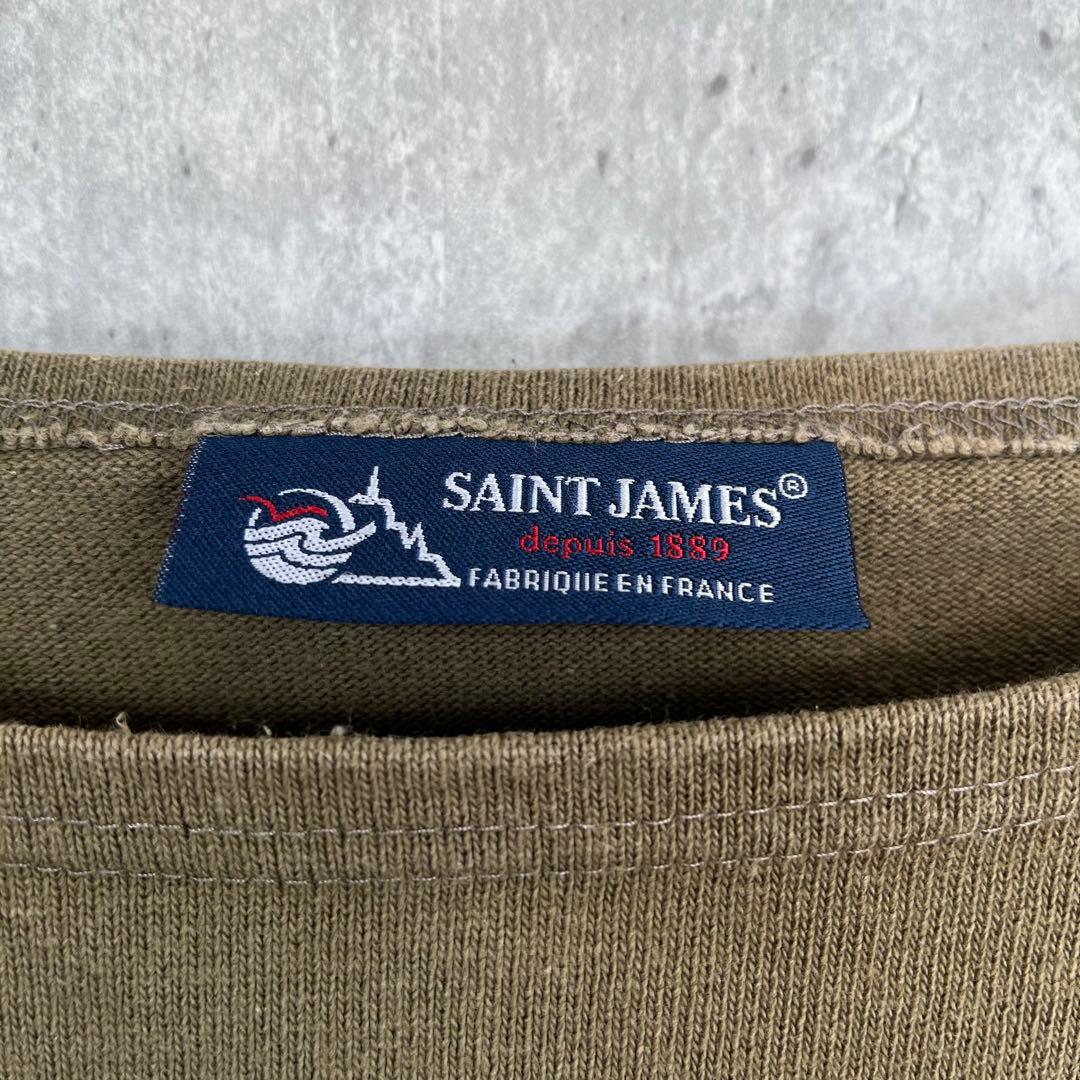 SAINT JAMES®
depuis 1889
FABRIQUE EN FRANCE